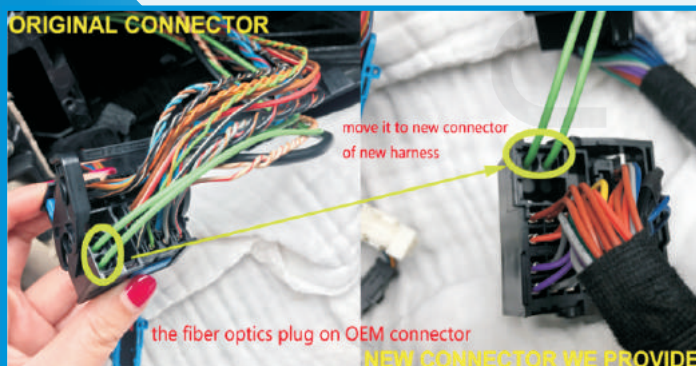 ORIGINAL CONNECTOR
move it to new connector
of new harness
the fiber optics plug on OEM connector
NEW CONNECTOR WE PROVIDE